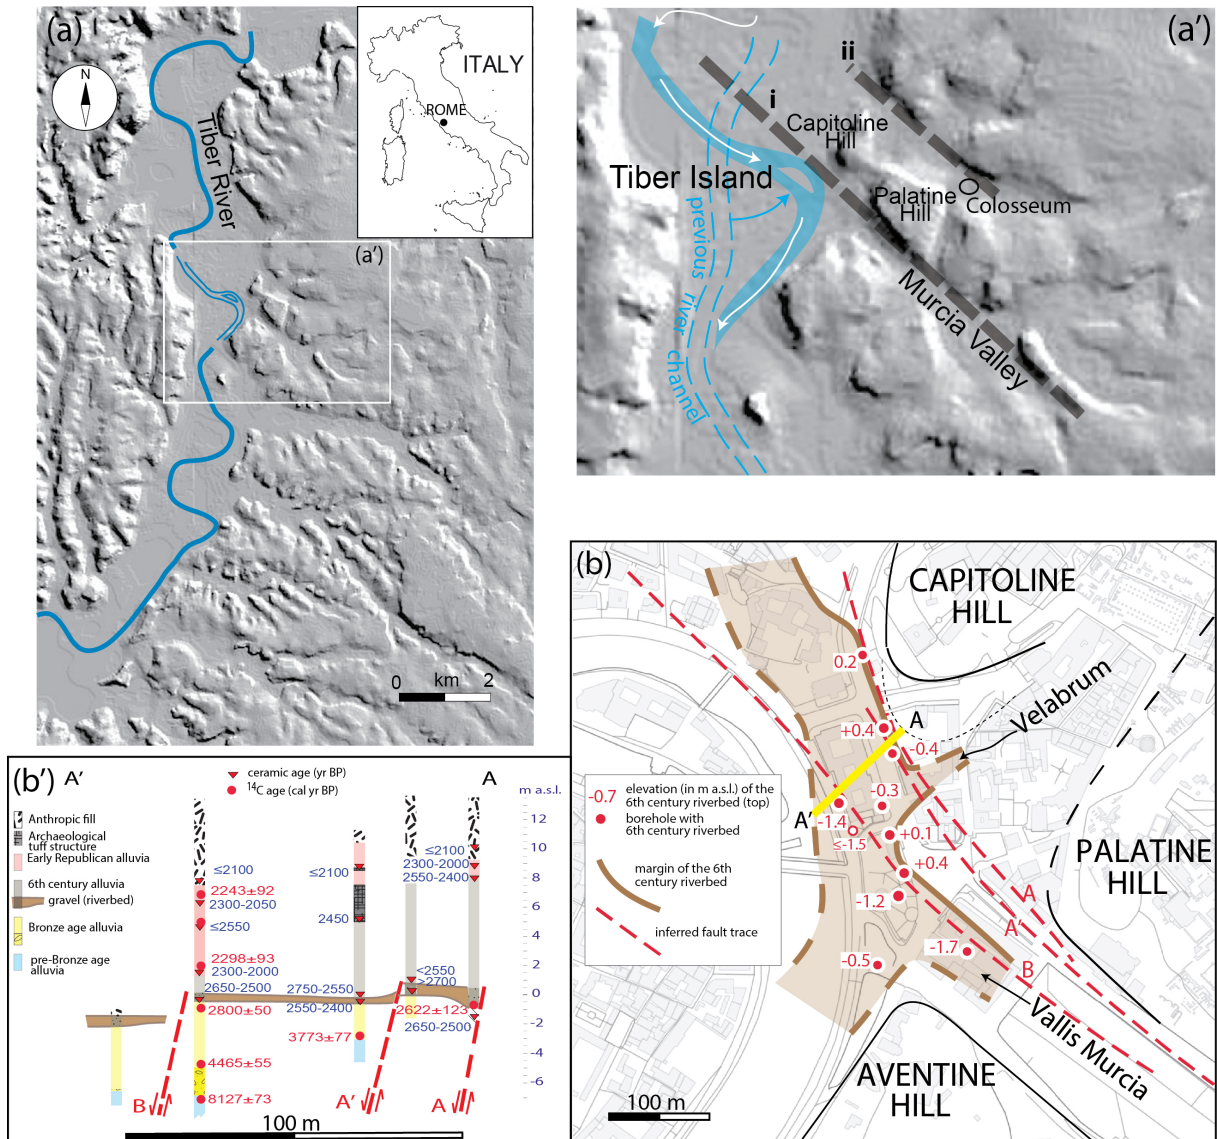 (a)
N
ITALY
ROME
Tiber River
(a')
0 km 2
(a')
ii
i
Capitoline
Hill
Tiber Island
Palatine
Hill
Colosseum
previous river channel
Murcia Valley
(b)
CAPITOLINE
HILL
0.2
Velabrum
+0.4
A
-0.4
-0.3
A'
-1.4
≤-1.5
+0.1
+0.4
-1.2
-1.7
-0.5
A
A'
B
PALATINE
HILL
Vallis Murcia
AVENTINE
HILL
100 m
-0.7
elevation (in m a.s.l.) of the
6th century riverbed (top)
borehole with
6th century riverbed
margin of the 6th
century riverbed
inferred fault trace
(b')
A'
ceramic age (yr BP)
14C age (cal yr BP)
A
m a.s.l.
Anthropic fill
Archaeological
tuff structure
Early Republican alluvia
6th century alluvia
gravel (riverbed)
Bronze age alluvia
pre-Bronze age
alluvia
≤2100
2243±92
2300-2050
≤2550
2298±93
2300-2000
2650-2500
2800±50
4465±55
8127±73
≤2100
2450
2750-2550
2550-2400
3773±77
≤2100
2300-2000
2550-2400
<2550
>2700
2622±123
2650-2500
12
10
8
6
4
2
0
-2
-4
-6
B
A'
A
100 m